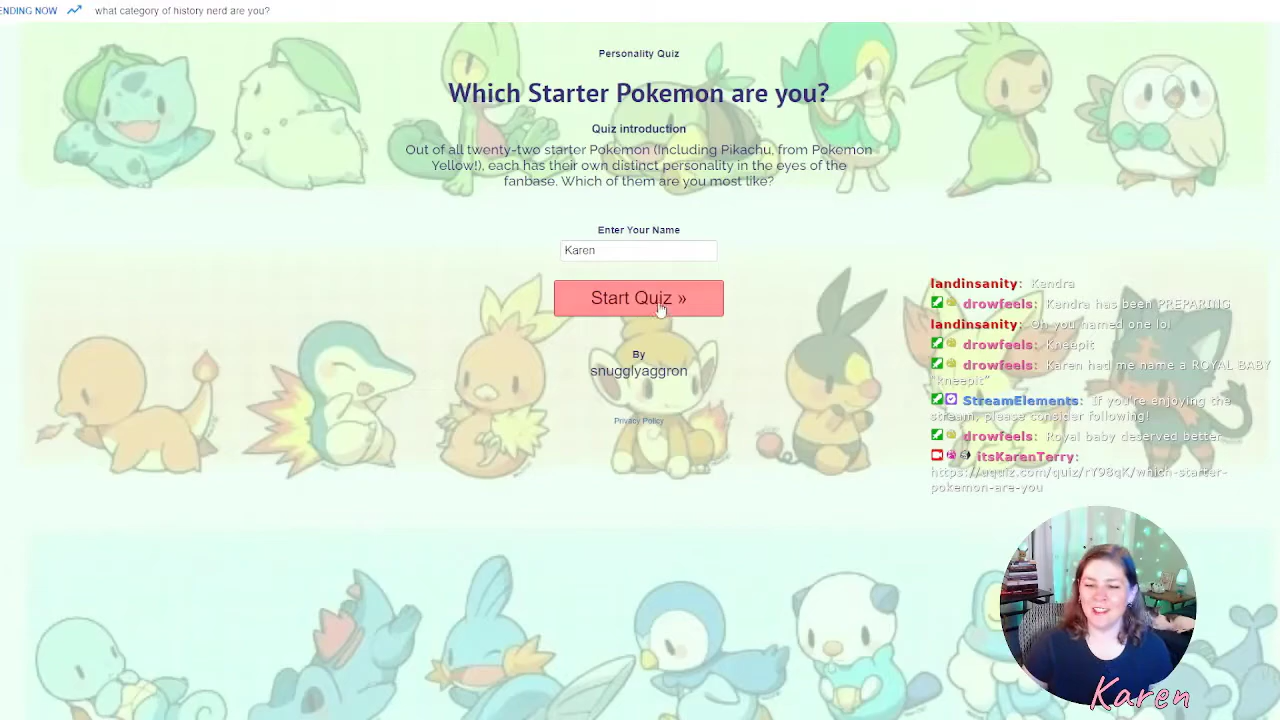 ENDING NOW what category of history nerd are you?
Personality Quiz
Which Starter Pokemon are you?
Quiz introduction
Out of all twenty-two starter Pokemon (Including Pikachu, from Pokemon
Yellow!), each has their own distinct personality in the eyes of the
fanbase. Which of them are you most like?
Enter Your Name
Karen
Start Quiz »
By
snugglyaggron
Privacy Policy
landinsanity: Kendra
drowfeels: Kendra has been PREPARING
landinsanity: Oh you named one lol
drowfeels: Kneepit
drowfeels: Karen had me name a ROYAL BABY
"kneepit"
StreamElements: If you're enjoying the
stream, please consider following!
drowfeels: Royal baby deserved better
itsKarenTerry:
https://uquiz.com/quiz/rY98qK/which-starter-
pokemon-are-you
Karen